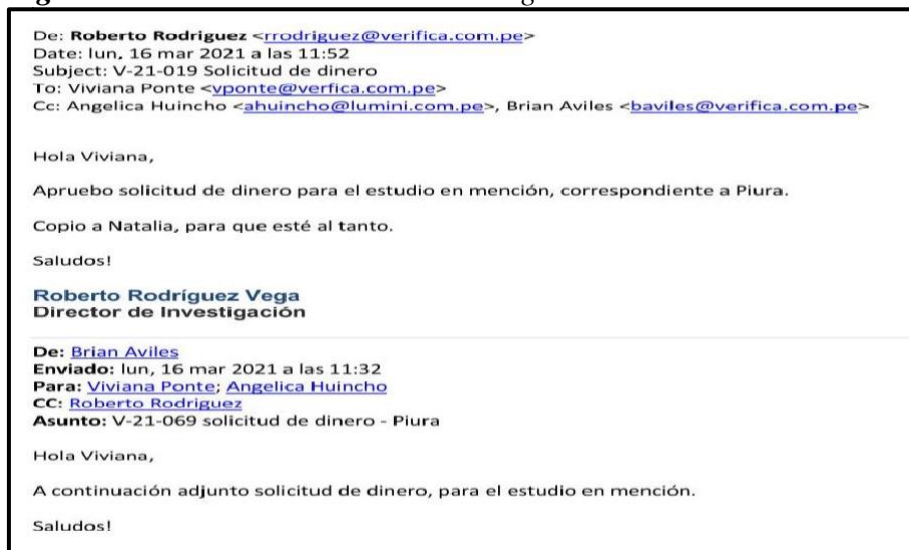 De: Roberto Rodriguez <rrodriguez@verifica.com.pe>
Date: lun, 16 mar 2021 a las 11:52
Subject: V-21-019 Solicitud de dinero
To: Viviana Ponte <vponte@verfica.com.pe>
Cc: Angelica Huincho <ahuincho@lumini.com.pe>, Brian Aviles <baviles@verifica.com.pe>
Hola Viviana,
Apruebo solicitud de dinero para el estudio en mención, correspondiente a Piura.
Copio a Natalia, para que esté al tanto.
Saludos!
Roberto Rodríguez Vega
Director de Investigación
De: Brian Aviles
Enviado: lun, 16 mar 2021 a las 11:32
Para: Viviana Ponte; Angelica Huincho
CC: Roberto Rodriguez
Asunto: V-21-069 solicitud de dinero - Piura
Hola Viviana,
A continuación adjunto solicitud de dinero, para el estudio en mención.
Saludos!